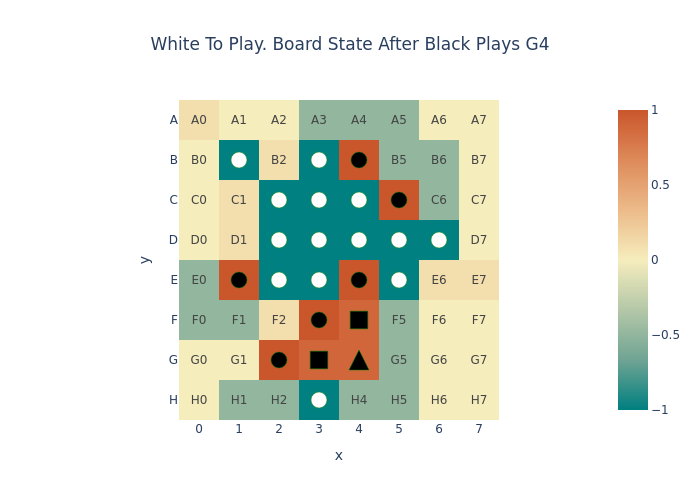 White To Play. Board State After Black Plays G4
A A0 A1 A2 A3 A4 A5 A6 A7
B B0 B2 B5 B6 B7
C C0 C1 C6 C7
D D0 D1 D7
E E0 E6 E7
F F0 F1 F2 F5 F6 F7
G G0 G1 G5 G6 G7
H H0 H1 H2 H4 H5 H6 H7
0 1 2 3 4 5 6 7
x
y
1
0.5
0
−0.5
−1